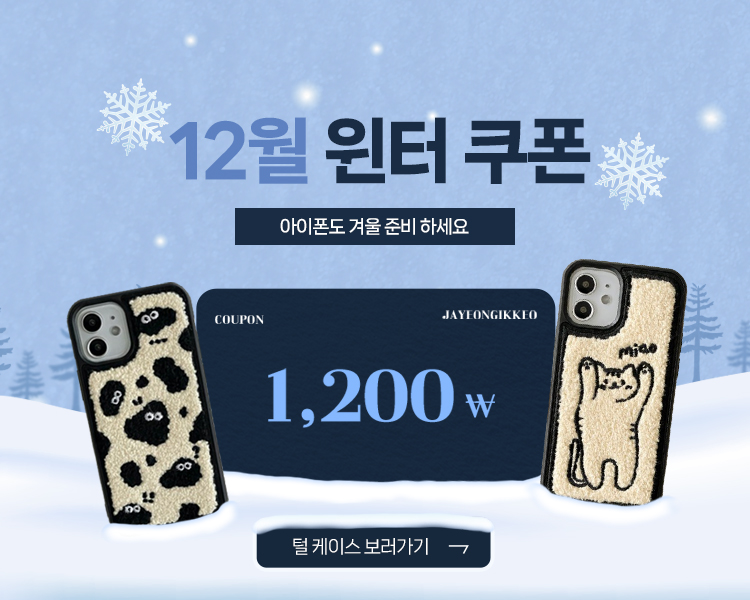 12월 윈터 쿠폰
아이폰도 겨울 준비 하세요
COUPON
JAYEONGIKKEO
1,200 ₩
miao
털 케이스 보러가기 →